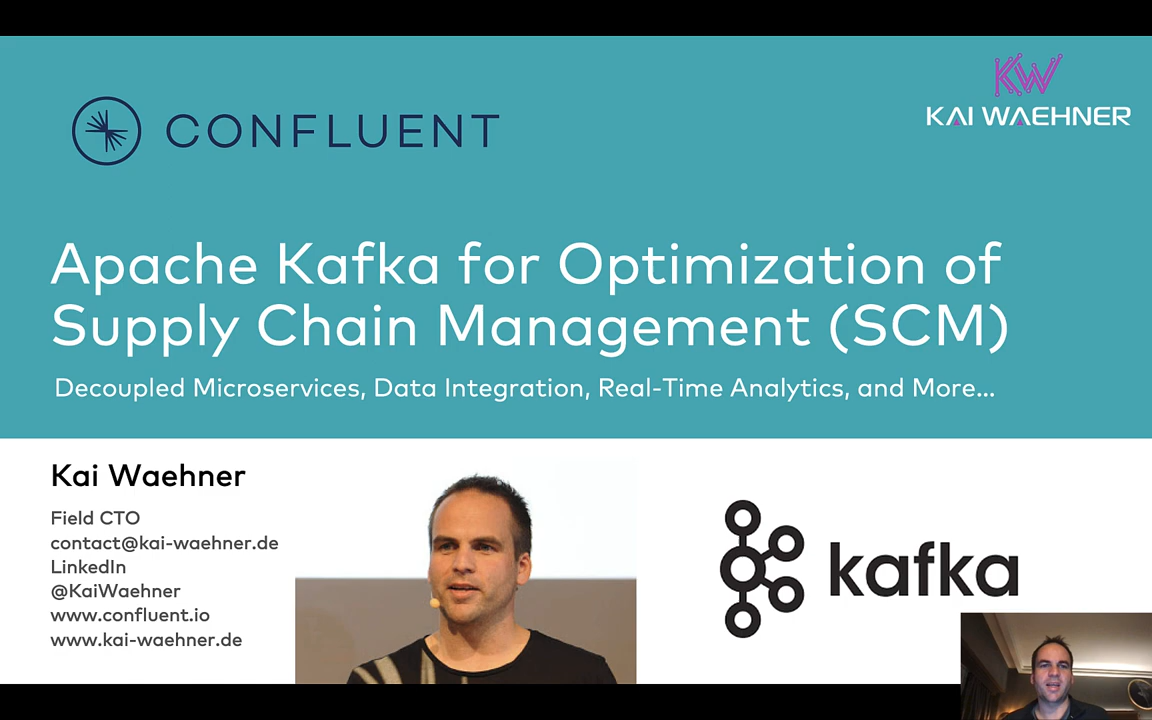 CONFLUENT
KW
KAI WAEHNER
Apache Kafka for Optimization of
Supply Chain Management (SCM)
Decoupled Microservices, Data Integration, Real-Time Analytics, and More...
Kai Waehner
Field CTO
contact@kai-waehner.de
LinkedIn
@KaiWaehner
www.confluent.io
www.kai-waehner.de
kafka